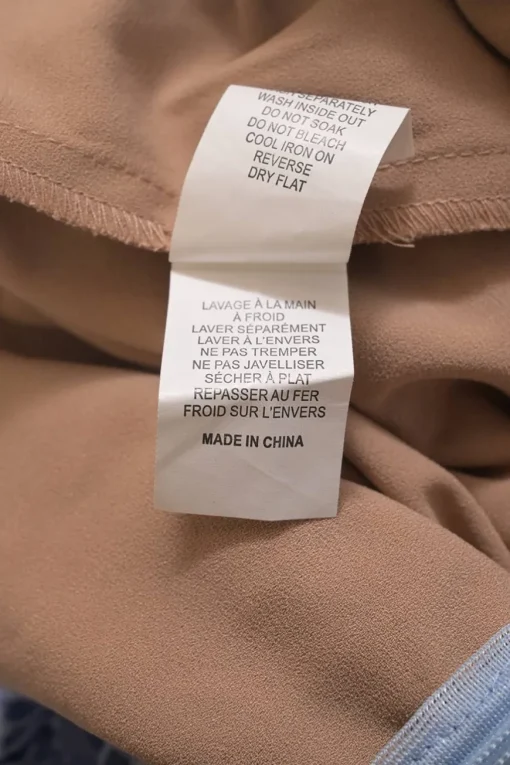 WASH SEPARATELY
WASH INSIDE OUT
DO NOT SOAK
DO NOT BLEACH
COOL IRON ON
REVERSE
DRY FLAT
LAVAGE À LA MAIN
À FROID
LAVER SÉPARÉMENT
LAVER À L'ENVERS
NE PAS TREMPER
NE PAS JAVELLISER
SÉCHER À PLAT
REPASSER AU FER
FROID SUR L'ENVERS
MADE IN CHINA